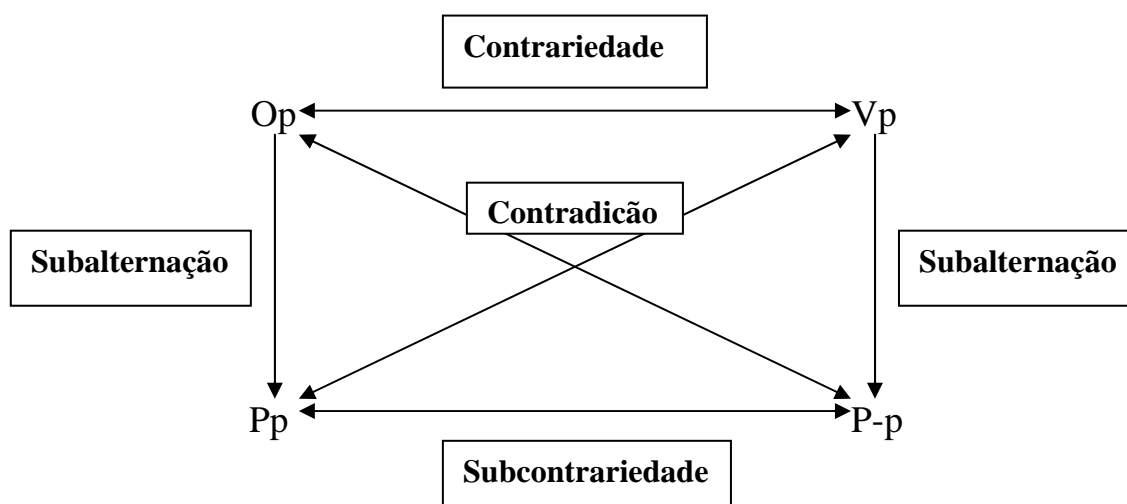 Contrariedade
Op
Vp
Contradicão
Subalternação
Subalternação
Pp
P-p
Subcontrariedade